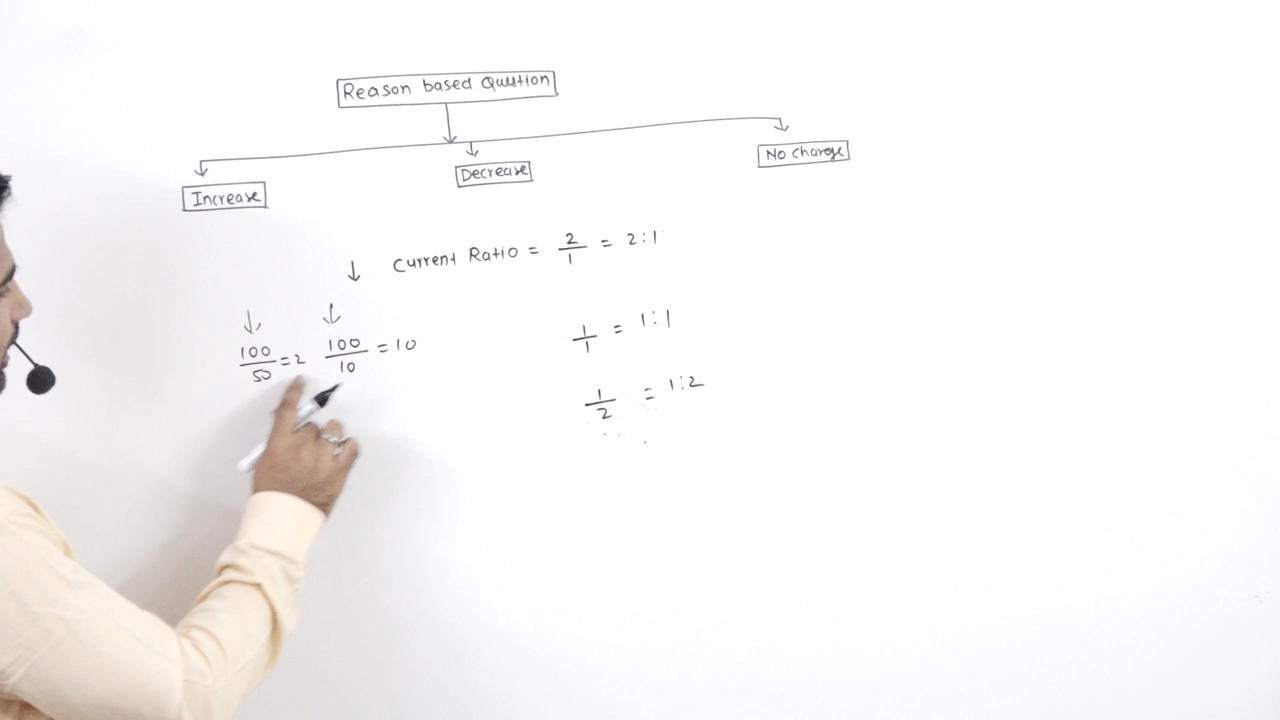 Reason based Question
Increase
Decrease
No change
Current Ratio = 2/1 = 2:1
100/50 = 2
100/10 = 10
1/1 = 1:1
1/2 = 1:2